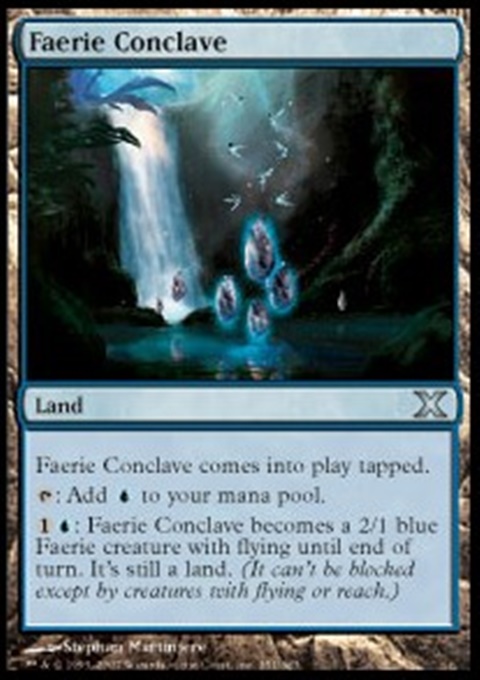 Faerie Conclave
Land
Faerie Conclave comes into play tapped.
: Add to your mana pool.
1 : Faerie Conclave becomes a 2/1 blue
Faerie creature with flying until end of
turn. It's still a land. (It can't be blocked
except by creatures with flying or reach.)
Stephan Martiniere